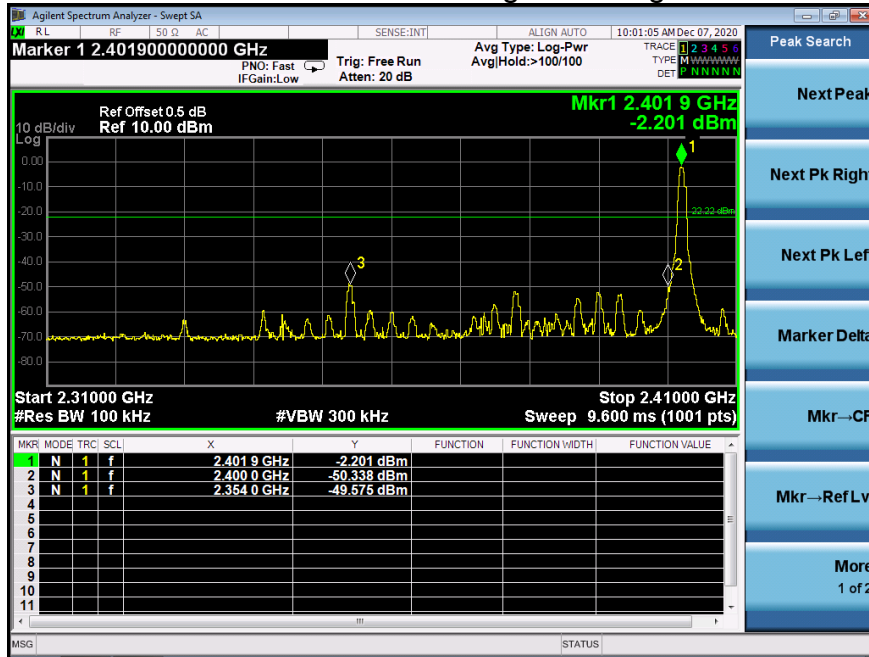 Agilent Spectrum Analyzer - Swept SA
LXI RL RF 50 Ω AC SENSE:INT ALIGN AUTO 10:01:05 AM Dec 07, 2020
Marker 1 2.401900000000 GHz
PNO: Fast
IFGain:Low
Trig: Free Run
Atten: 20 dB
Avg Type: Log-Pwr
Avg|Hold:>100/100
TRACE 1 2 3 4 5 6
TYPE M WWWWW
DET P N N N N N
Peak Search
Next Peak
Next Pk Righ
Next Pk Lef
Marker Delta
Mkr→CF
Mkr→Ref Lv
More
1 of 2
Mkr1 2.401 9 GHz
-2.201 dBm
Ref Offset 0.5 dB
10 dB/div Ref 10.00 dBm
Log
1
0.00
-10.0
-20.0
-22.22 dBm
-30.0
-40.0
3
2
-50.0
-60.0
-70.0
-80.0
Start 2.31000 GHz Stop 2.41000 GHz
#Res BW 100 kHz #VBW 300 kHz Sweep 9.600 ms (1001 pts)
MKR MODE TRC SCL X Y FUNCTION FUNCTION WIDTH FUNCTION VALUE
1 N 1 f 2.401 9 GHz -2.201 dBm
2 N 1 f 2.400 0 GHz -50.338 dBm
3 N 1 f 2.354 0 GHz -49.575 dBm
4
5
6
7
8
9
10
11
MSG STATUS